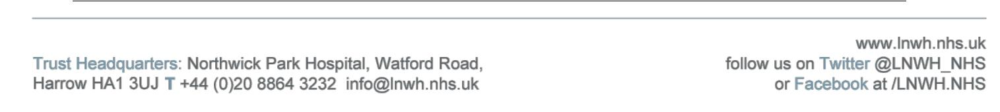 Trust Headquarters: Northwick Park Hospital, Watford Road,
Harrow HA1 3UJ T +44 (0)20 8864 3232 info@lnwh.nhs.uk
www.lnwh.nhs.uk
follow us on Twitter @LNWH_NHS
or Facebook at /LNWH.NHS